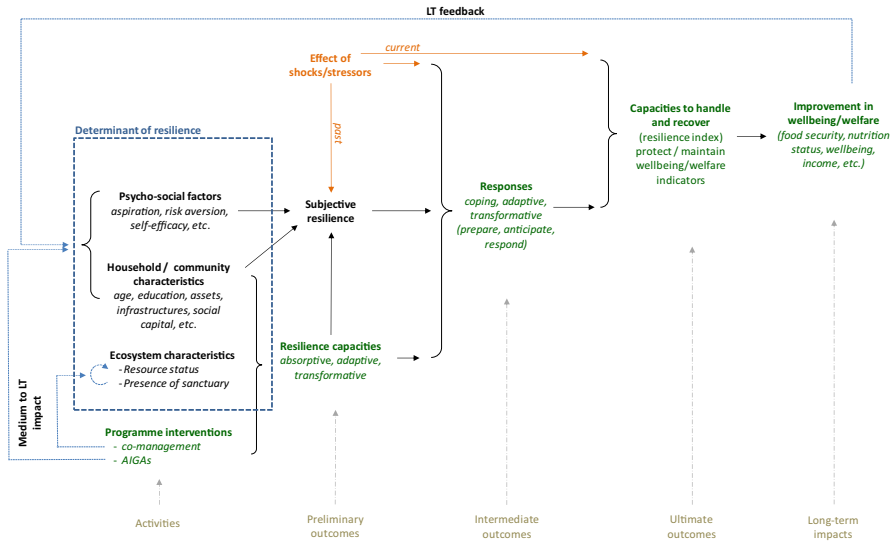 LT feedback
current
Effect of
shocks/stressors
past
Determinant of resilience
Capacities to handle
and recover
(resilience index)
protect / maintain
wellbeing/welfare
indicators
Improvement in
wellbeing/welfare
(food security, nutrition
status, wellbeing,
income, etc.)
Psycho-social factors
aspiration, risk aversion,
self-efficacy, etc.
Subjective
resilience
Responses
coping, adaptive,
transformative
(prepare, anticipate,
respond)
Household / community
characteristics
age, education, assets,
infrastructures, social
capital, etc.
Resilience capacities
absorptive, adaptive,
transformative
Ecosystem characteristics
- Resource status
- Presence of sanctuary
Medium to LT
impact
Programme interventions
- co-management
- AIGAs
Activities
Preliminary
outcomes
Intermediate
outcomes
Ultimate
outcomes
Long-term
impacts